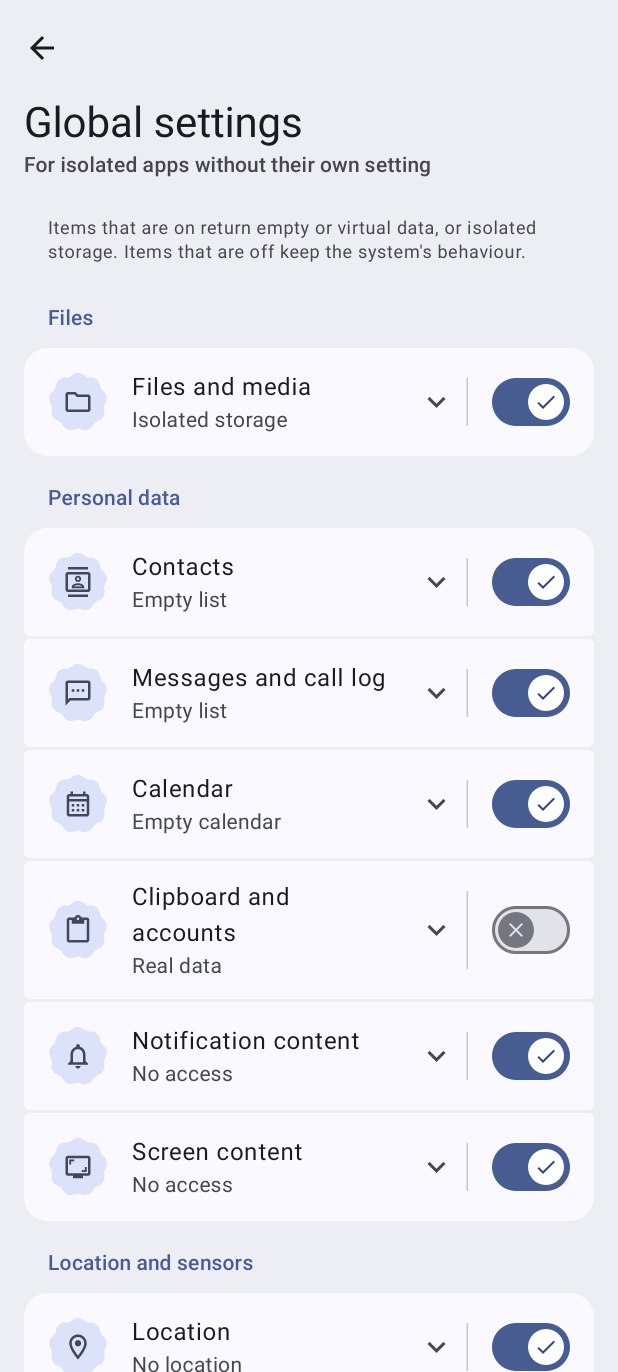 Global settings
For isolated apps without their own setting
Items that are on return empty or virtual data, or isolated
storage. Items that are off keep the system's behaviour.
Files
Files and media
Isolated storage
Personal data
Contacts
Empty list
Messages and call log
Empty list
Calendar
Empty calendar
Clipboard and
accounts
Real data
Notification content
No access
Screen content
No access
Location and sensors
Location
No location